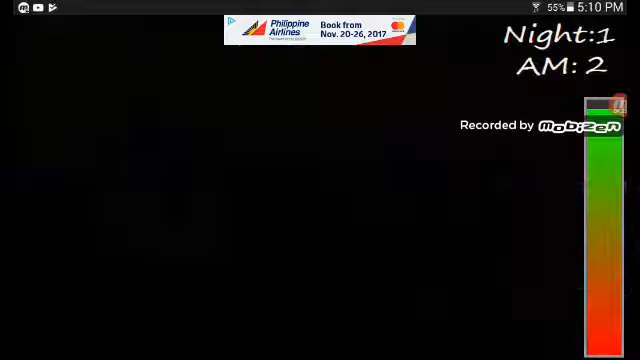 55% 5:10 PM
Philippine Airlines
Book from
Nov. 20-26, 2017
Night:1
AM: 2
Recorded by mobizen